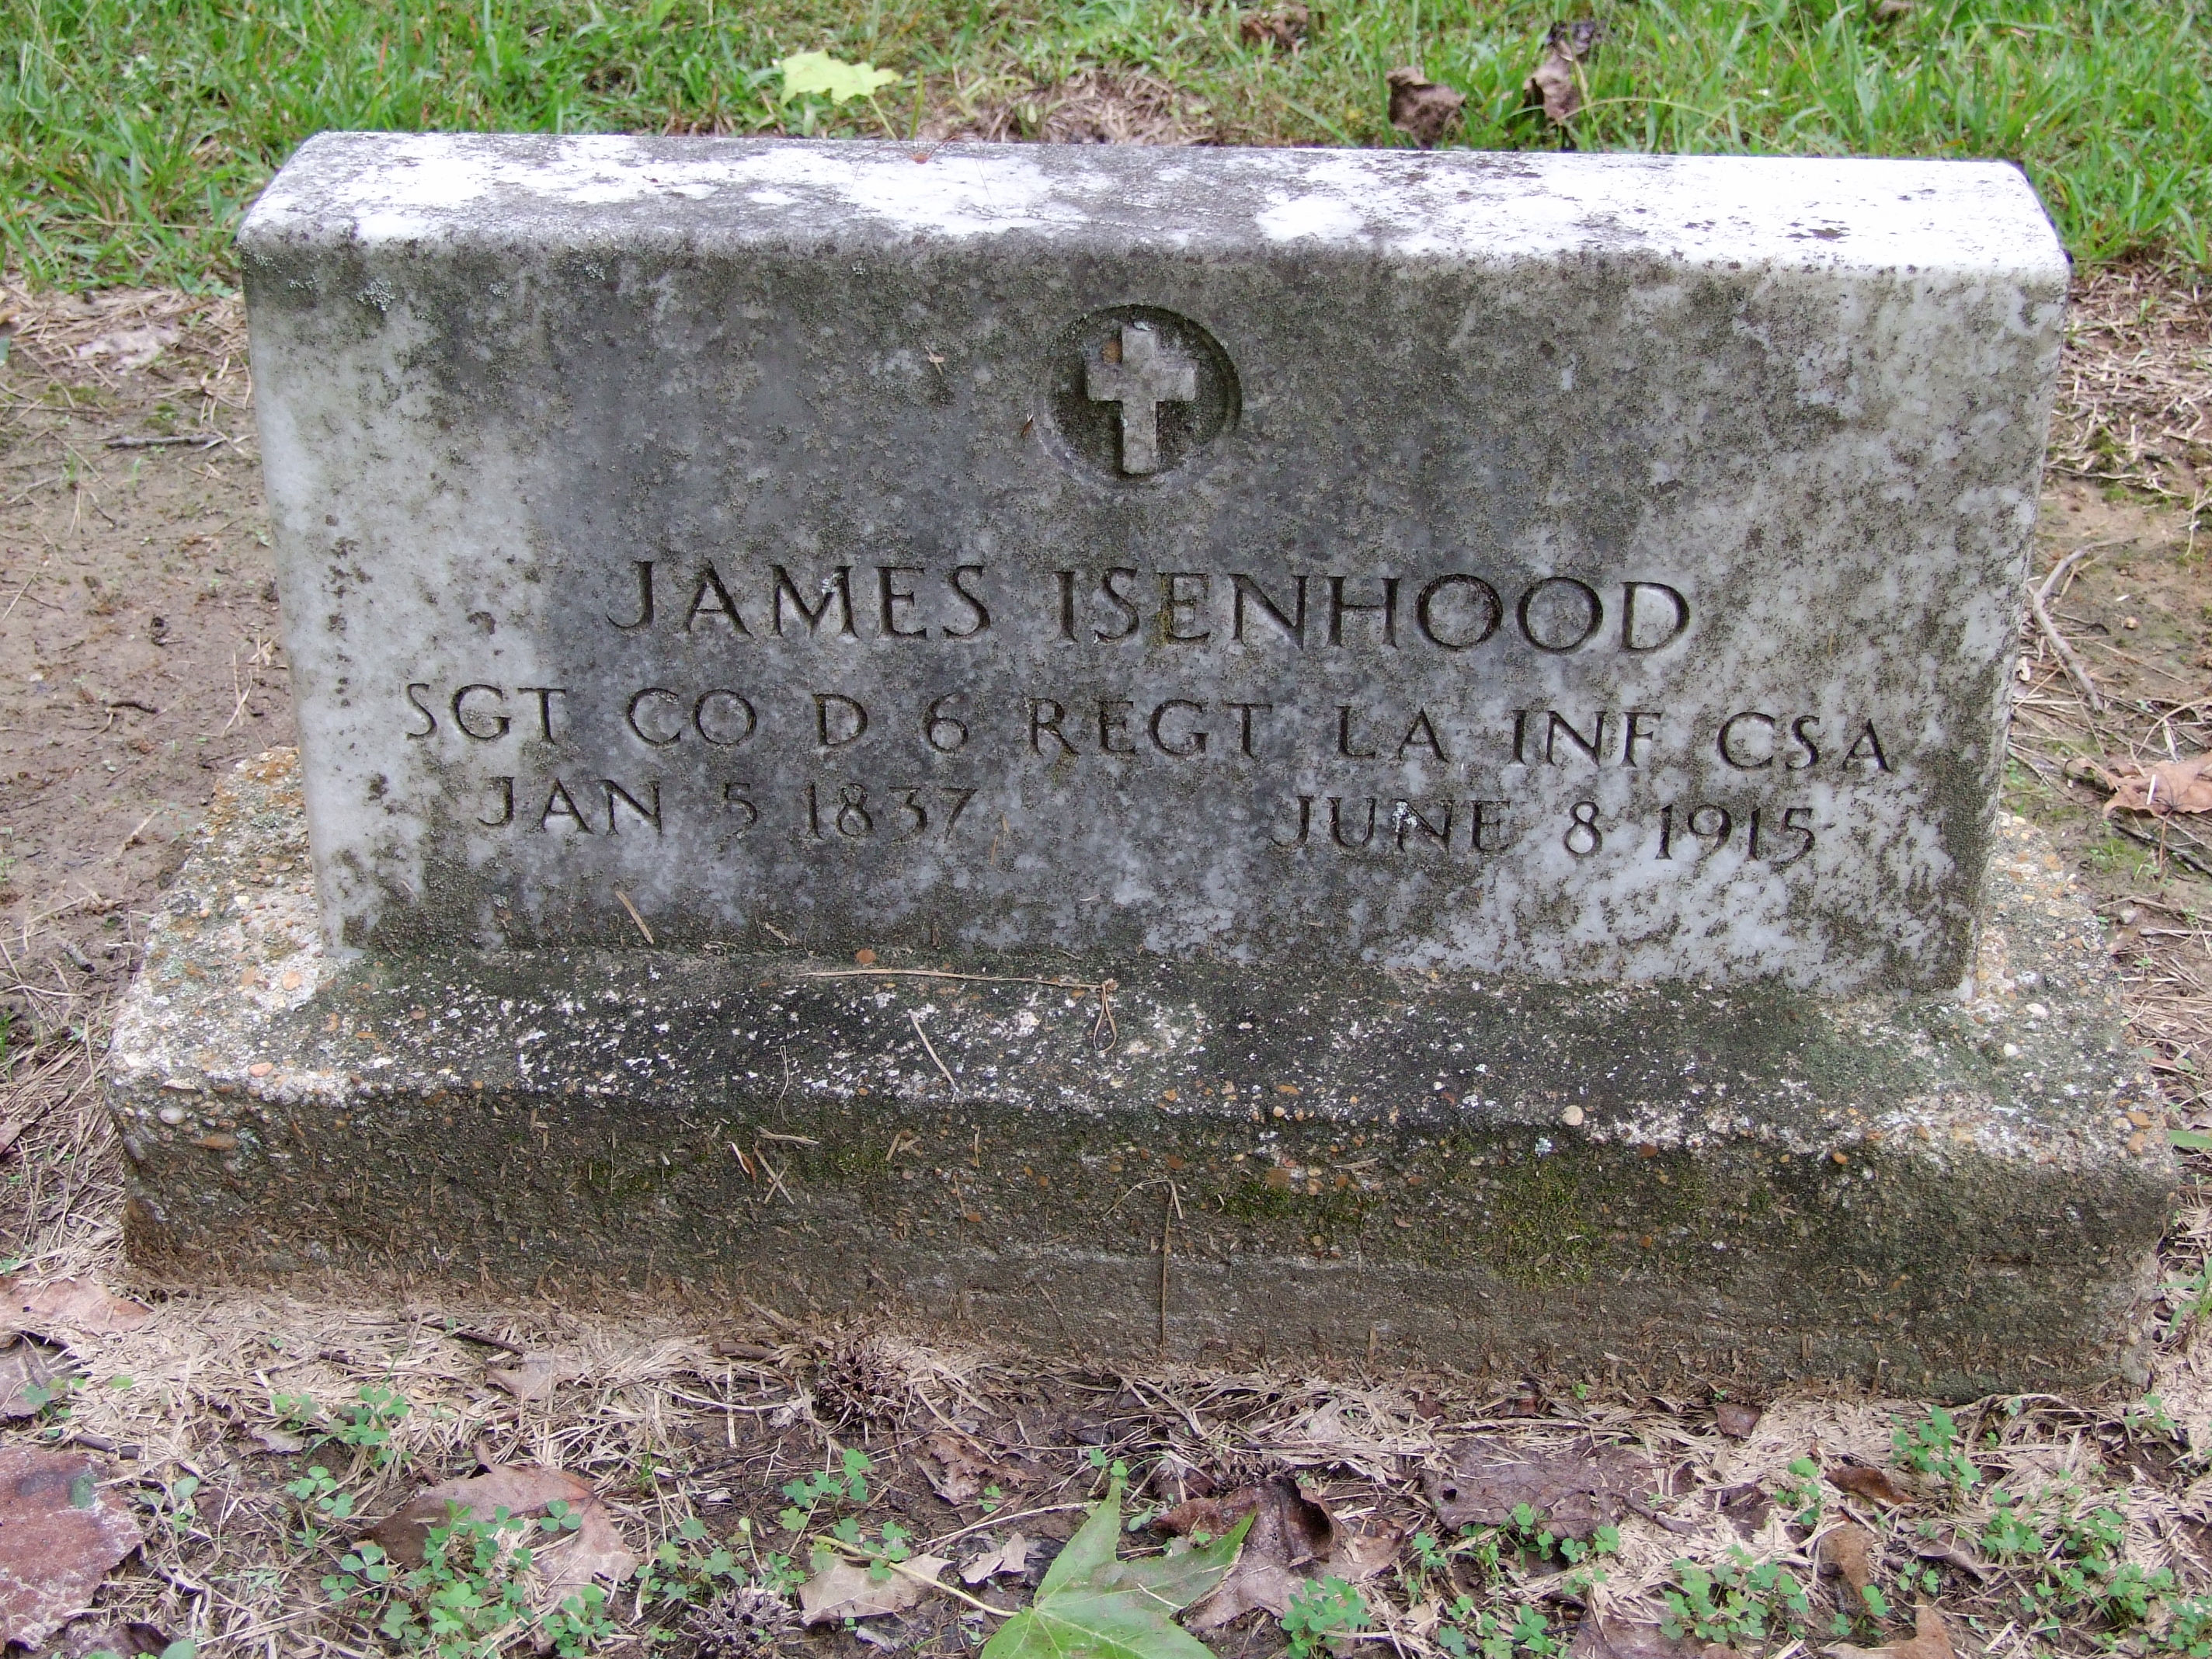 JAMES ISENHOOD
SGT CO D 6 REGT LA INF CSA
JAN 5 1837 JUNE 8 1915